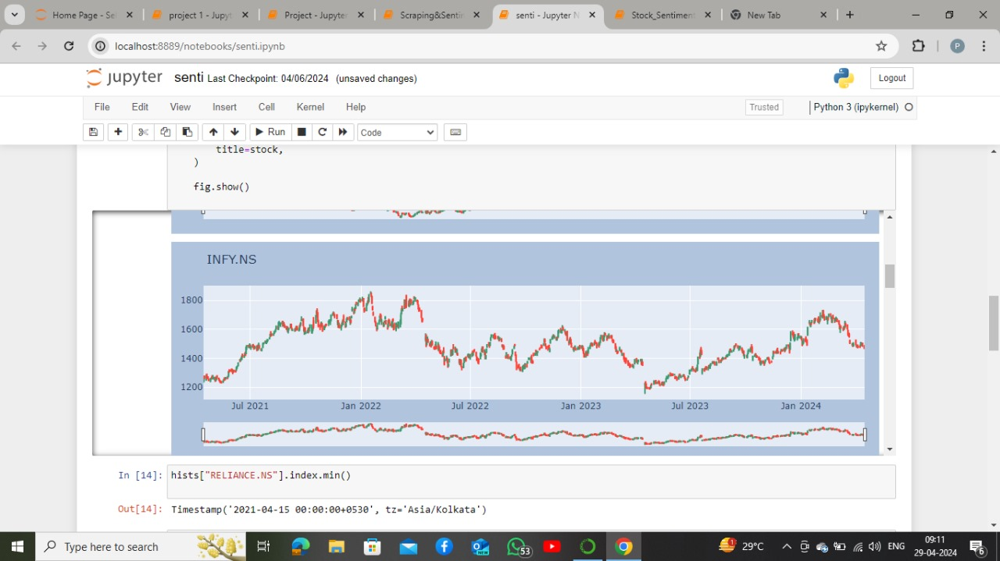 Home Page - Se
project 1 - Jupyt
Project - Jupyter
Scraping&Sentin
senti - Jupyter N
Stock_Sentiment
New Tab
localhost:8889/notebooks/senti.ipynb
P
jupyter senti Last Checkpoint: 04/06/2024 (unsaved changes)
Logout
File Edit View Insert Cell Kernel Help
Trusted
Python 3 (ipykernel)
Run
Code
title=stock,
)
fig.show()
INFY.NS
1800
1600
1400
1200
Jul 2021 Jan 2022 Jul 2022 Jan 2023 Jul 2023 Jan 2024
In [14]: hists["RELIANCE.NS"].index.min()
Out[14]: Timestamp('2021-04-15 00:00:00+0530', tz='Asia/Kolkata')
Type here to search
NEW
53
1
29°C
ENG
09:11
29-04-2024
6